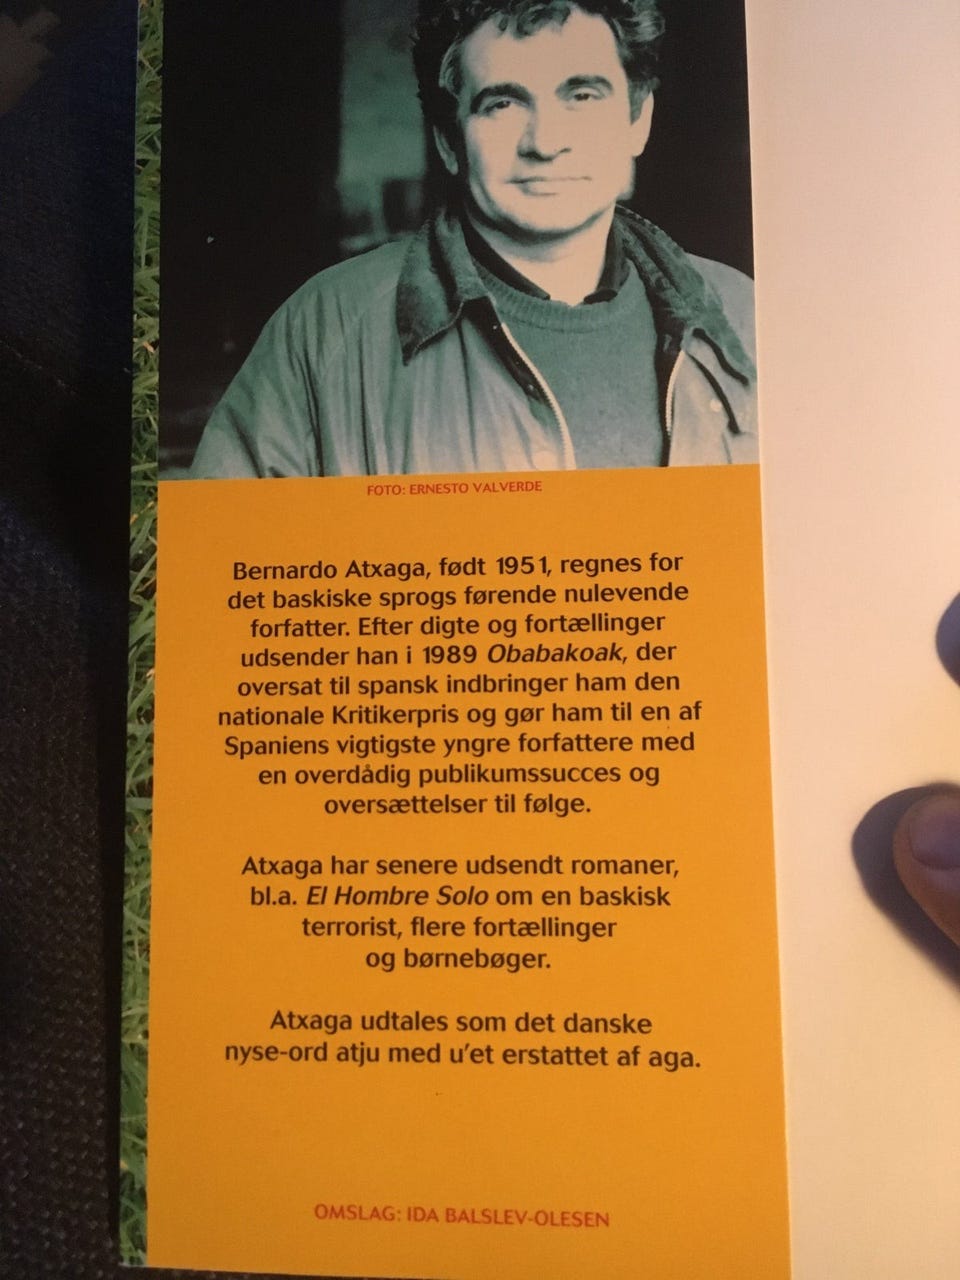 FOTO: ERNESTO VALVERDE
Bernardo Atxaga, født 1951, regnes for
det baskiske sprogs førende nulevende
forfatter. Efter digte og fortællinger
udsender han i 1989 Obabakoak, der
oversat til spansk indbringer ham den
nationale Kritikerpris og gør ham til en af
Spaniens vigtigste yngre forfattere med
en overdådig publikumssucces og
oversættelser til følge.
Atxaga har senere udsendt romaner,
bl.a. El Hombre Solo om en baskisk
terrorist, flere fortællinger
og børnebøger.
Atxaga udtales som det danske
nyse-ord atju med u'et erstattet af aga.
OMSLAG: IDA BALSLEV-OLESEN